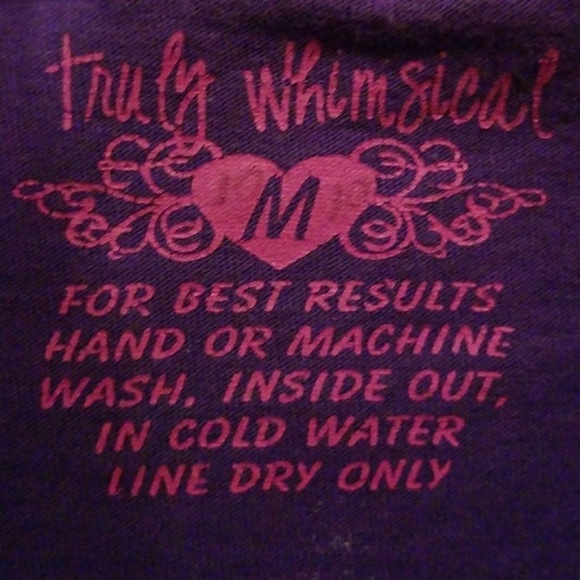 truly whimsical
M
FOR BEST RESULTS
HAND OR MACHINE
WASH. INSIDE OUT,
IN COLD WATER
LINE DRY ONLY